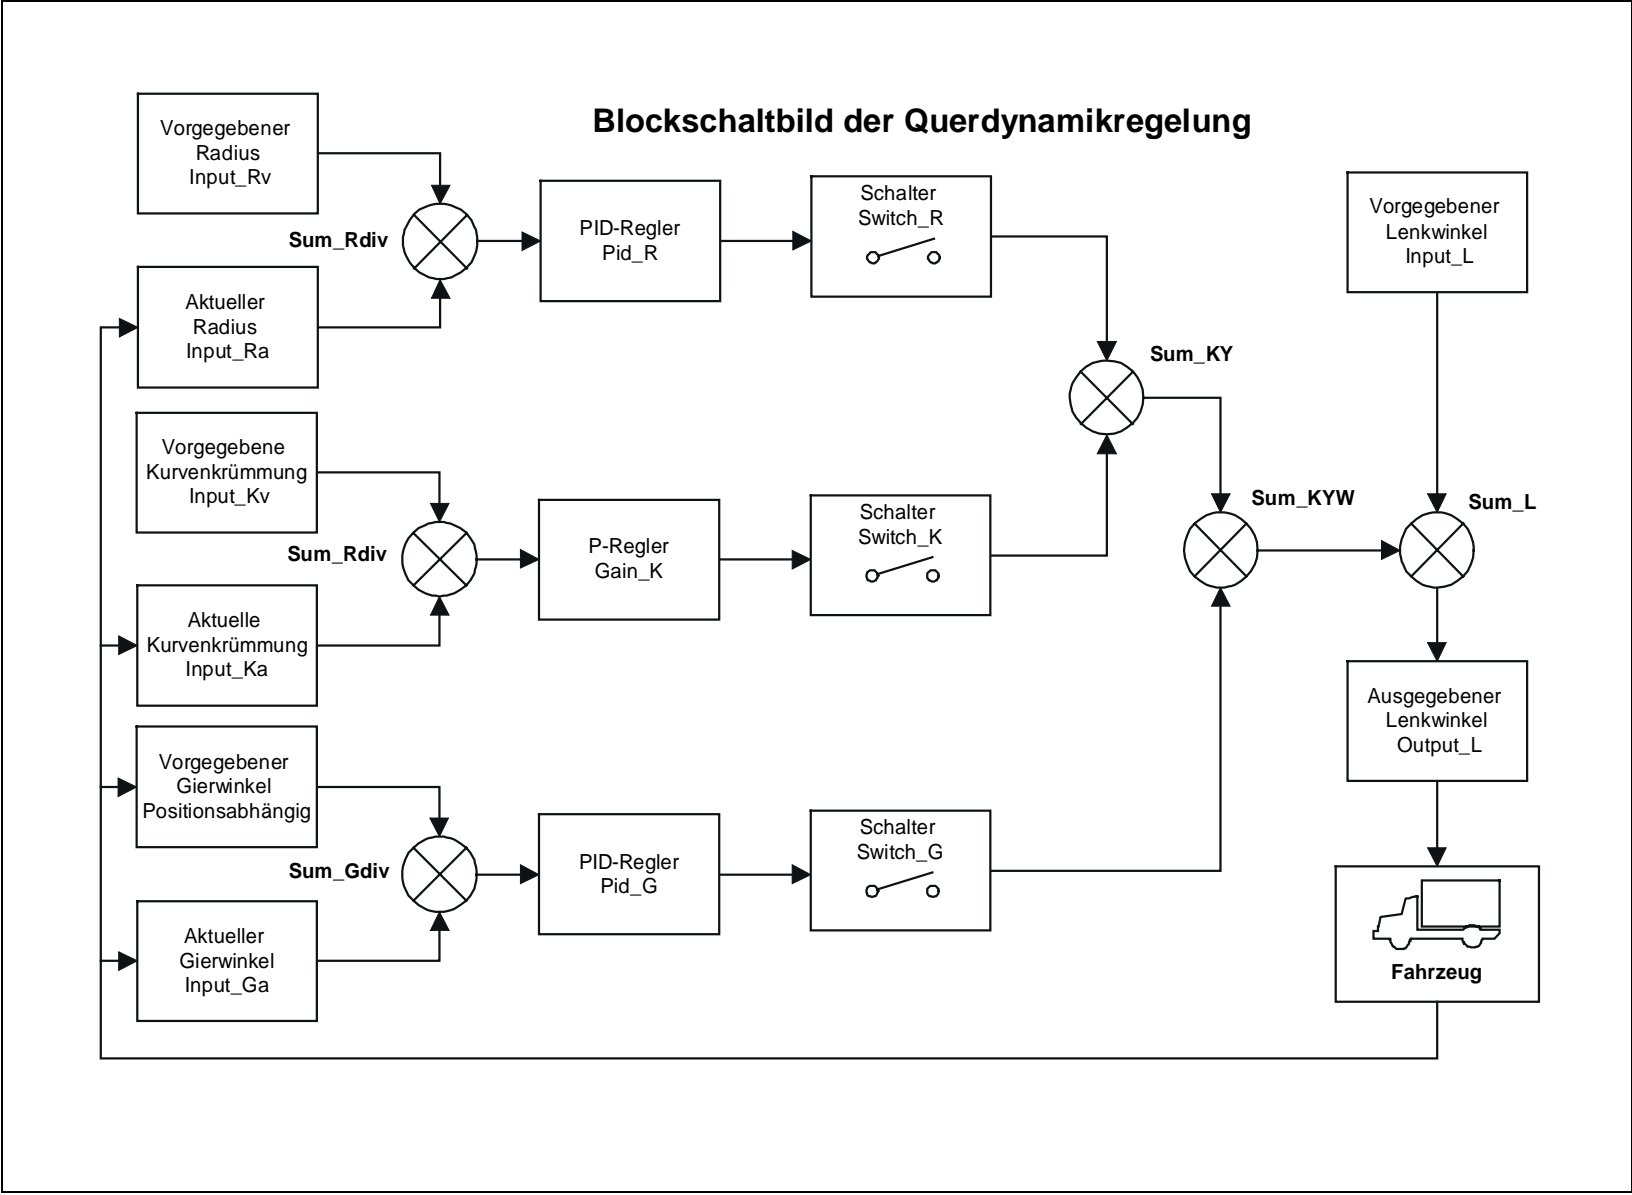 Blockschaltbild der Querdynamikregelung
Vorgegebener
Radius
Input_Rv
Sum_Rdiv
Aktueller
Radius
Input_Ra
PID-Regler
Pid_R
Schalter
Switch_R
Vorgegebene
Kurvenkrümmung
Input_Kv
Sum_Rdiv
Aktuelle
Kurvenkrümmung
Input_Ka
P-Regler
Gain_K
Schalter
Switch_K
Vorgegebener
Gierwinkel
Positionsabhängig
Sum_Gdiv
Aktueller
Gierwinkel
Input_Ga
PID-Regler
Pid_G
Schalter
Switch_G
Sum_KY
Sum_KYW
Vorgegebener
Lenkwinkel
Input_L
Sum_L
Ausgegebener
Lenkwinkel
Output_L
Fahrzeug